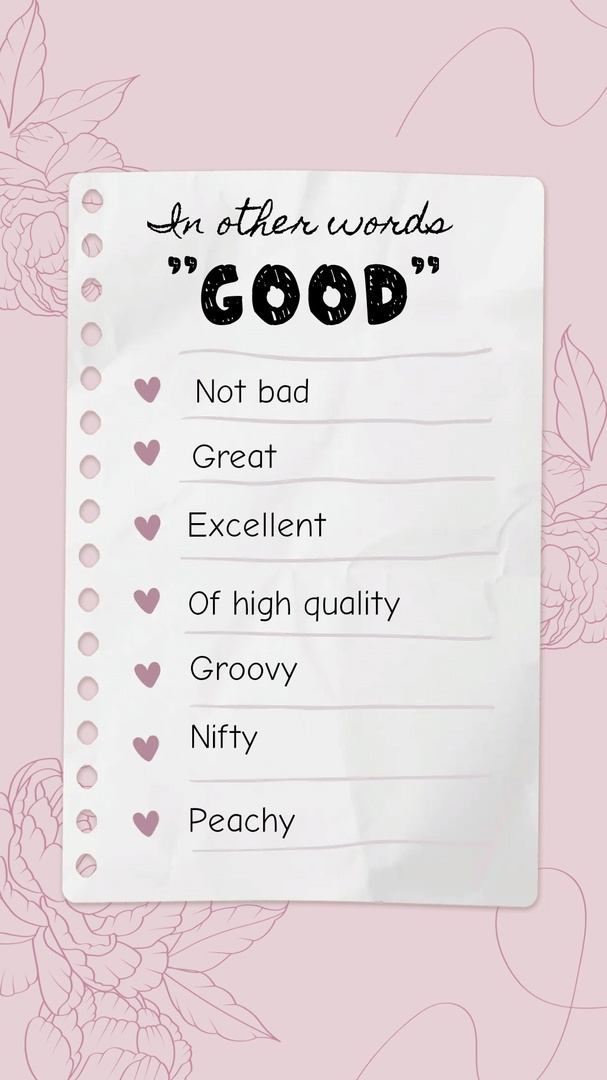 In other words
"GOOD"
Not bad
Great
Excellent
Of high quality
Groovy
Nifty
Peachy